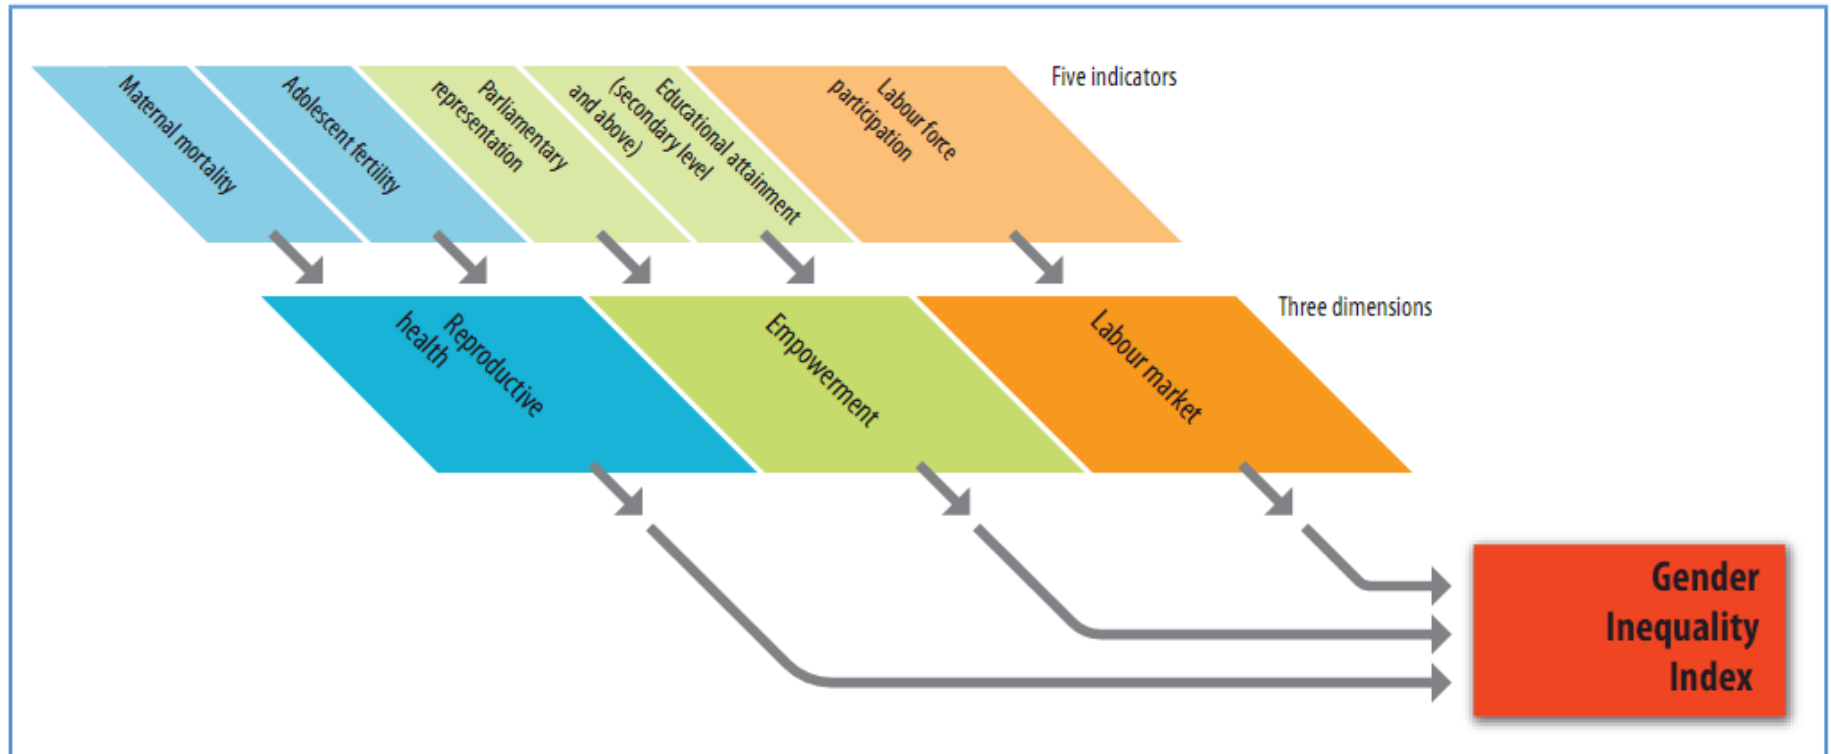 Maternal mortality
Adolescent fertility
Parliamentary
representation
Educational attainment
(secondary level
and above)
Labour force
participation
Five indicators
Reproductive
health
Empowerment
Labour market
Three dimensions
Gender
Inequality
Index